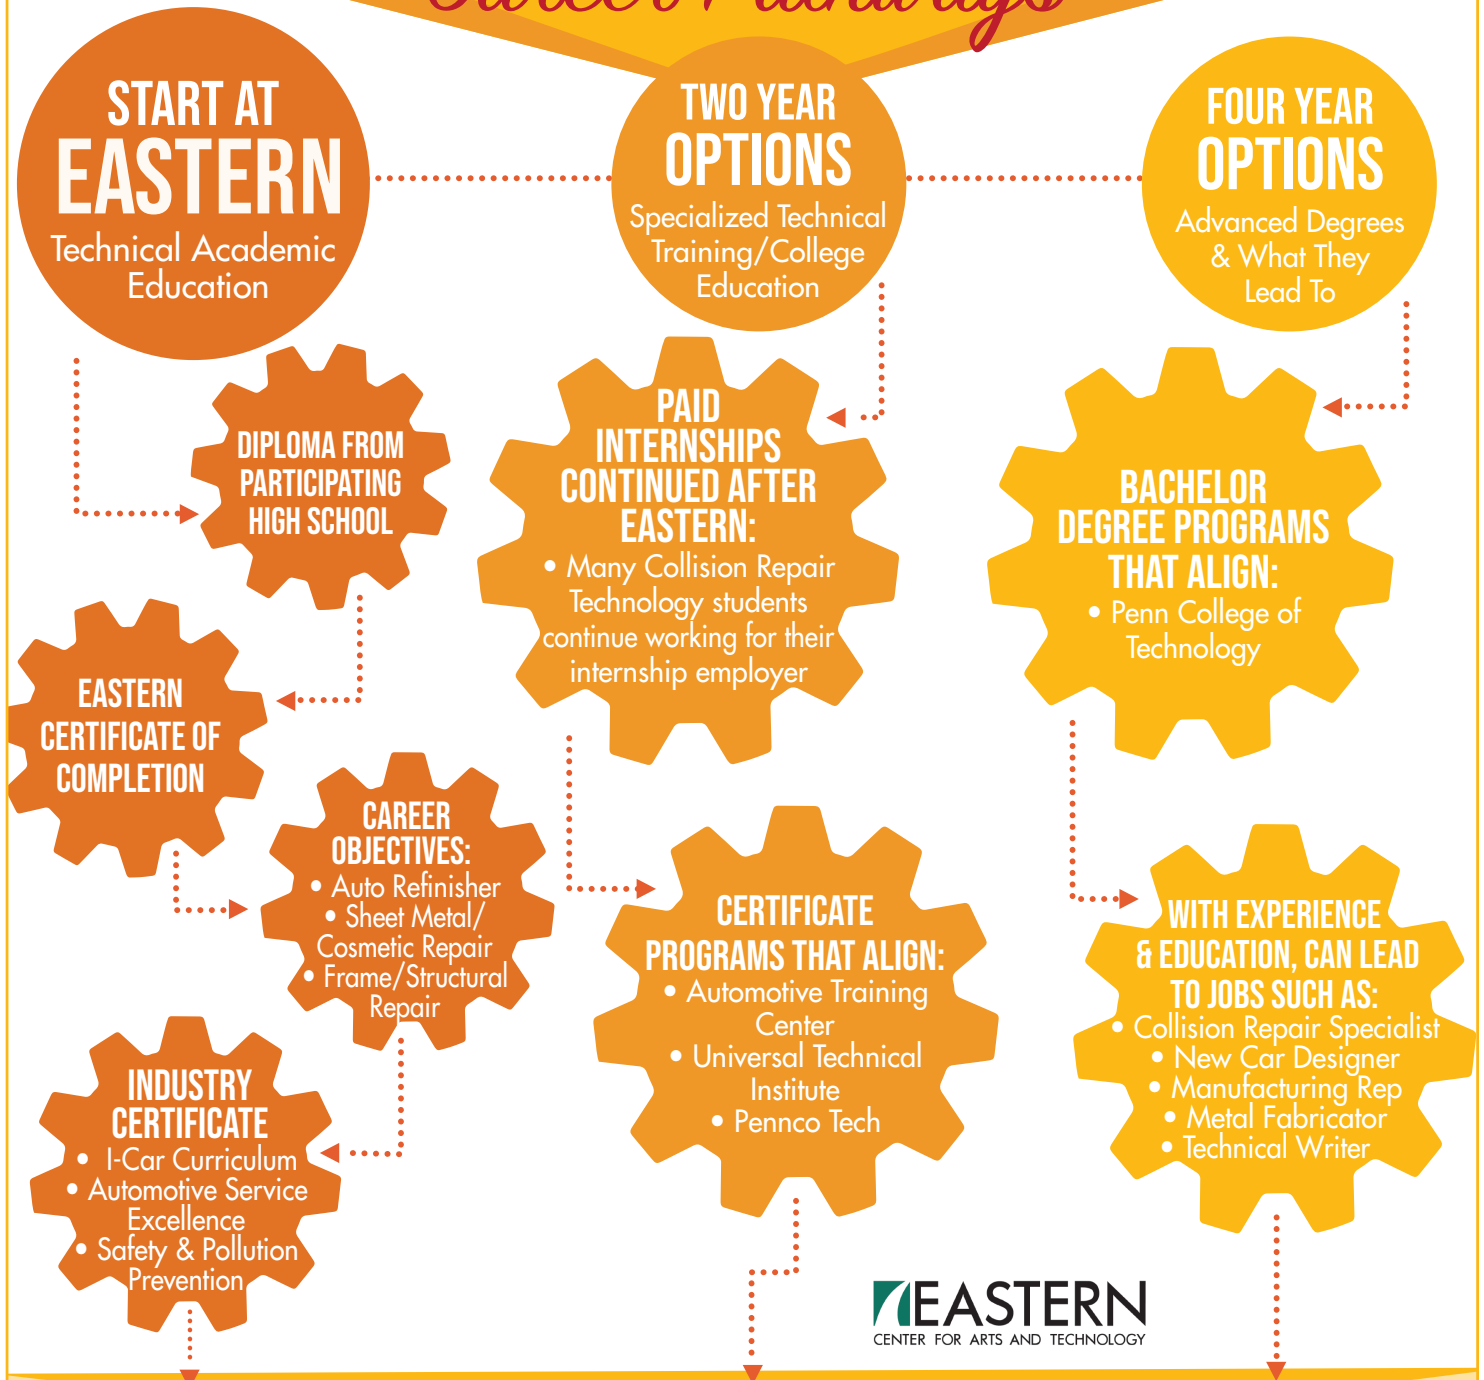 Career Pathways
START AT
EASTERN
Technical Academic
Education
TWO YEAR
OPTIONS
Specialized Technical
Training/College
Education
FOUR YEAR
OPTIONS
Advanced Degrees
& What They
Lead To
DIPLOMA FROM
PARTICIPATING
HIGH SCHOOL
EASTERN
CERTIFICATE OF
COMPLETION
CAREER
OBJECTIVES:
• Auto Refinisher
• Sheet Metal/
Cosmetic Repair
• Frame/Structural
Repair
INDUSTRY
CERTIFICATE
• I-Car Curriculum
• Automotive Service
Excellence
• Safety & Pollution
Prevention
PAID
INTERNSHIPS
CONTINUED AFTER
EASTERN:
• Many Collision Repair
Technology students
continue working for their
internship employer
CERTIFICATE
PROGRAMS THAT ALIGN:
• Automotive Training
Center
• Universal Technical
Institute
• Pennco Tech
BACHELOR
DEGREE PROGRAMS
THAT ALIGN:
• Penn College of
Technology
WITH EXPERIENCE
& EDUCATION, CAN LEAD
TO JOBS SUCH AS:
• Collision Repair Specialist
• New Car Designer
• Manufacturing Rep
• Metal Fabricator
• Technical Writer
EASTERN
CENTER FOR ARTS AND TECHNOLOGY